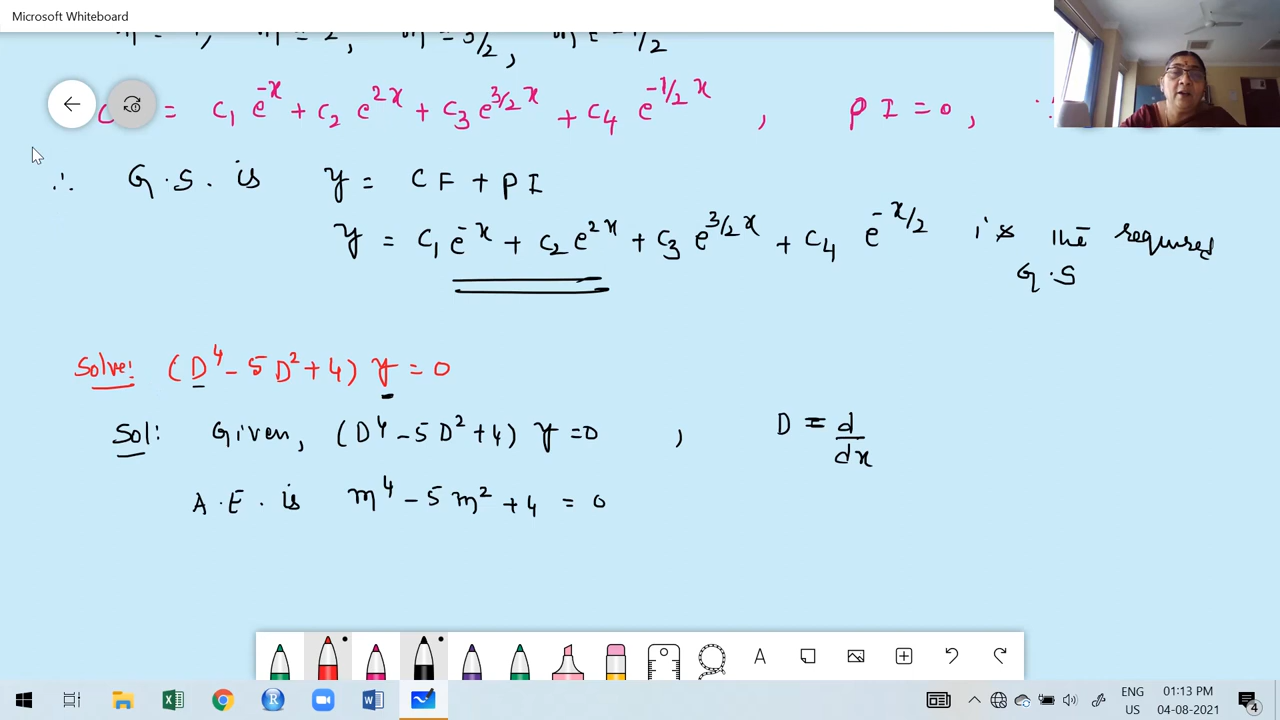 Microsoft Whiteboard
= c₁ e^{-x} + c₂ e^{2x} + c₃ e^{3/2 x} + c₄ e^{-1/2 x} , P I = 0 ,
∴ G.S. is y = CF + PI
y = c₁ e^{-x} + c₂ e^{2x} + c₃ e^{3/2 x} + c₄ e^{-x/2} is the required
G.S
Solve: (D⁴ - 5D² + 4) y = 0
Sol: Given, (D⁴ - 5D² + 4) y = 0 , D = d/dx
A.E. is m⁴ - 5m² + 4 = 0
ENG 01:13 PM
US 04-08-2021
4